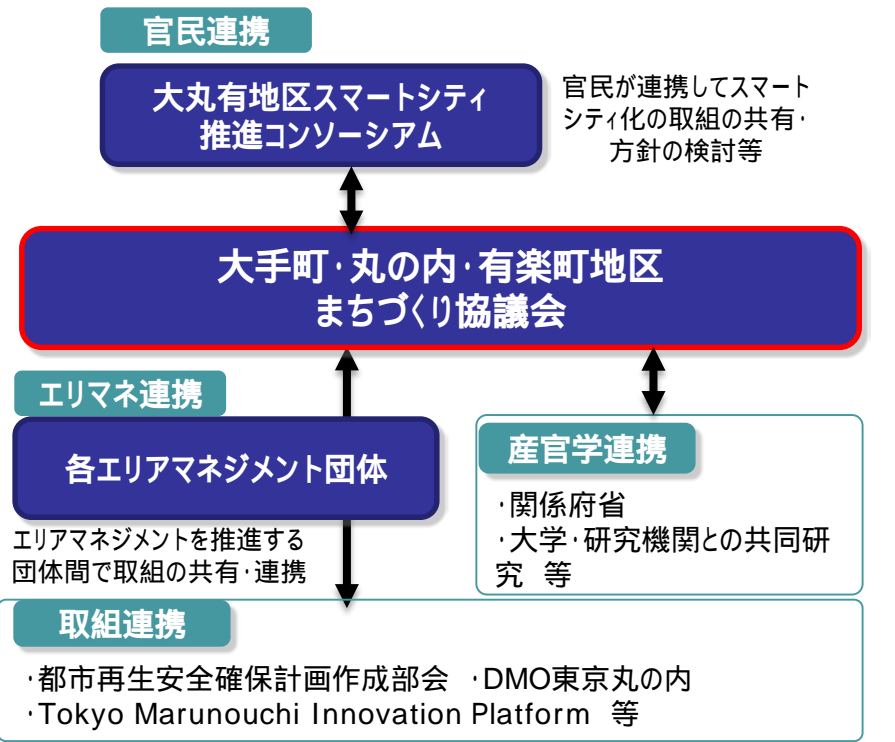 官民連携
大丸有地区スマートシティ
推進コンソーシアム
官民が連携してスマート
シティ化の取組の共有・
方針の検討等
大手町・丸の内・有楽町地区
まちづくり協議会
エリマネ連携
各エリアマネジメント団体
エリアマネジメントを推進する
団体間で取組の共有・連携
産官学連携
・関係府省
・大学・研究機関との共同研
究 等
取組連携
・都市再生安全確保計画作成部会 ・DMO東京丸の内
・Tokyo Marunouchi Innovation Platform 等